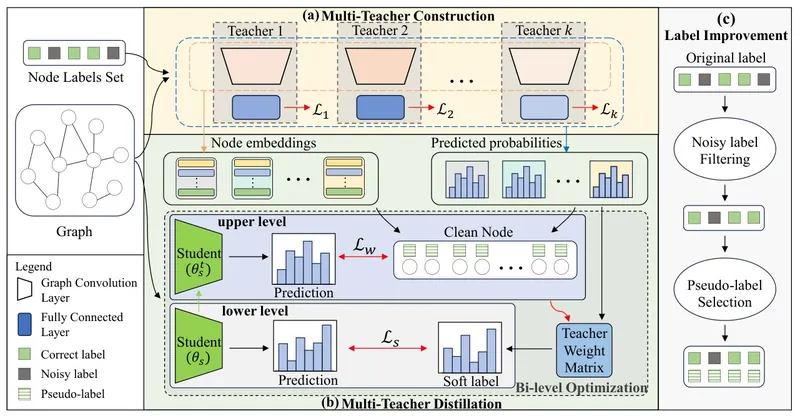 (a) Multi-Teacher Construction
Teacher 1
Teacher 2
Teacher k
...
ℒ₁
ℒ₂
ℒₖ
Node Labels Set
Graph
Legend
Graph Convolution
Layer
Fully Connected
Layer
Correct label
Noisy label
Pseudo-label
Node embeddings
Predicted probabilities
...
...
upper level
Student
(θₛᵗ)
Prediction
ℒ𝑤
Clean Node
...
lower level
Student
(θₛ)
Prediction
ℒₛ
Soft label
Teacher
Weight
Matrix
Bi-level Optimization
(b) Multi-Teacher Distillation
(c)
Label Improvement
Original label
Noisy label
Filtering
Pseudo-label
Selection